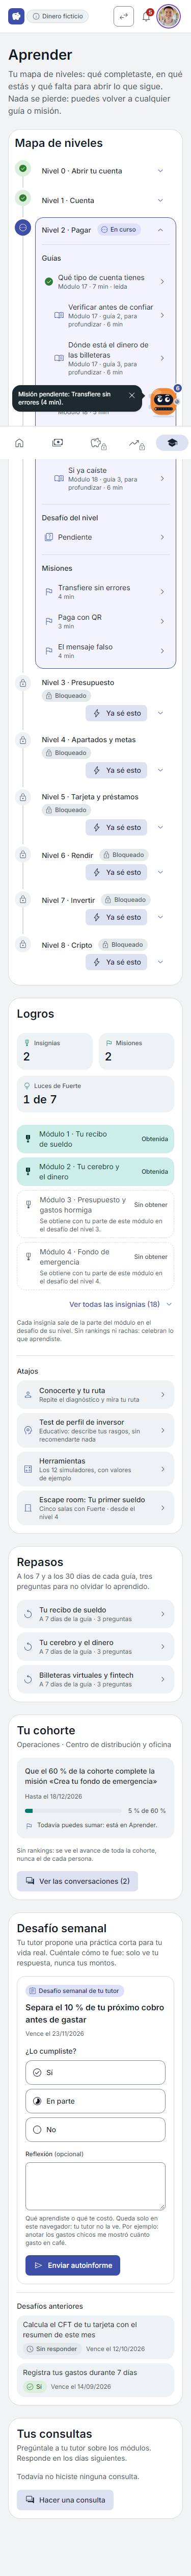 Dinero ficticio
5
Aprender
Tu mapa de niveles: qué completaste, en qué
estás y qué falta para abrir lo que sigue.
Nada se pierde: puedes volver a cualquier
guía o misión.
Mapa de niveles
Nivel 0 · Abrir tu cuenta
Nivel 1 · Cuenta
Nivel 2 · Pagar
En curso
Guías
Qué tipo de cuenta tienes
Módulo 17 · 7 min · leída
Verificar antes de confiar
Módulo 17 · guía 2, para
profundizar · 6 min
Dónde está el dinero de
las billeteras
Módulo 17 · guía 3, para
profundizar · 6 min
Misión pendiente: Transfiere sin
errores (4 min).
6
Módulo 18 · 5 min
Si ya caíste
Módulo 18 · guía 3, para
profundizar · 6 min
Desafío del nivel
Pendiente
Misiones
Transfiere sin errores
4 min
Paga con QR
3 min
El mensaje falso
4 min
Nivel 3 · Presupuesto
Bloqueado
Ya sé esto
Nivel 4 · Apartados y metas
Bloqueado
Ya sé esto
Nivel 5 · Tarjeta y préstamos
Bloqueado
Ya sé esto
Nivel 6 · Rendir
Bloqueado
Ya sé esto
Nivel 7 · Invertir
Bloqueado
Ya sé esto
Nivel 8 · Cripto
Bloqueado
Ya sé esto
Logros
Insignias
2
Misiones
2
Luces de Fuerte
1 de 7
Módulo 1 · Tu recibo
de sueldo
Obtenida
Módulo 2 · Tu cerebro y
el dinero
Obtenida
Módulo 3 · Presupuesto y
gastos hormiga
Sin obtener
Se obtiene con tu parte de este módulo en
el desafío del nivel 3.
Módulo 4 · Fondo de
emergencia
Sin obtener
Se obtiene con tu parte de este módulo en
el desafío del nivel 4.
Ver todas las insignias (18)
Cada insignia sale de la parte del módulo en el
desafío de su nivel. Sin rankings ni rachas: celebran lo
que aprendiste.
Atajos
Conocerte y tu ruta
Repite el diagnóstico y mira tu ruta
Test de perfil de inversor
Educativo: describe tus rasgos, sin
recomendarte nada
Herramientas
Los 12 simuladores, con valores
de ejemplo
Escape room: Tu primer sueldo
Cinco salas con Fuerte · desde el
nivel 4
Repasos
A los 7 y a los 30 días de cada guía, tres
preguntas para no olvidar lo aprendido.
Tu recibo de sueldo
A 7 días de la guía · 3 preguntas
Tu cerebro y el dinero
A 7 días de la guía · 3 preguntas
Billeteras virtuales y fintech
A 7 días de la guía · 3 preguntas
Tu cohorte
Operaciones · Centro de distribución y oficina
Que el 60 % de la cohorte complete la
misión «Crea tu fondo de emergencia»
Hasta el 18/12/2026
5 % de 60 %
Todavía puedes sumar: está en Aprender.
Sin rankings: se ve el avance de toda la cohorte,
nunca el de cada persona.
Ver las conversaciones (2)
Desafío semanal
Tu tutor propone una práctica corta para tu
vida real. Cuéntale cómo te fue: solo ve tu
respuesta, nunca tus montos.
Desafío semanal de tu tutor
Separa el 10 % de tu próximo cobro
antes de gastar
Vence el 23/11/2026
¿Lo cumpliste?
Sí
En parte
No
Reflexión (opcional)
Qué aprendiste o qué te costó. Queda solo en
este navegador; tu tutor no la ve. Por ejemplo:
anotar los gastos chicos me mostró cuánto
gasto en café.
Enviar autoinforme
Desafíos anteriores
Calcula el CFT de tu tarjeta con el
resumen de este mes
Sin responder
Vence el 12/10/2026
Registra tus gastos durante 7 días
Sí
Vence el 14/09/2026
Tus consultas
Pregúntale a tu tutor sobre los módulos.
Responde en los días siguientes.
Todavía no hiciste ninguna consulta.
Hacer una consulta